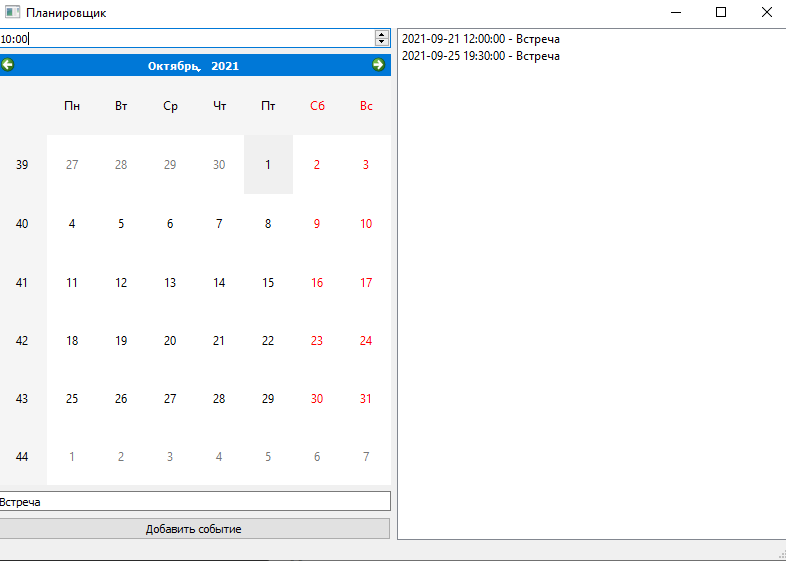 Планировщик
10:00
Октябрь, 2021
Пн Вт Ср Чт Пт Сб Вс
39 27 28 29 30 1 2 3
40 4 5 6 7 8 9 10
41 11 12 13 14 15 16 17
42 18 19 20 21 22 23 24
43 25 26 27 28 29 30 31
44 1 2 3 4 5 6 7
Встреча
Добавить событие
2021-09-21 12:00:00 - Встреча
2021-09-25 19:30:00 - Встреча